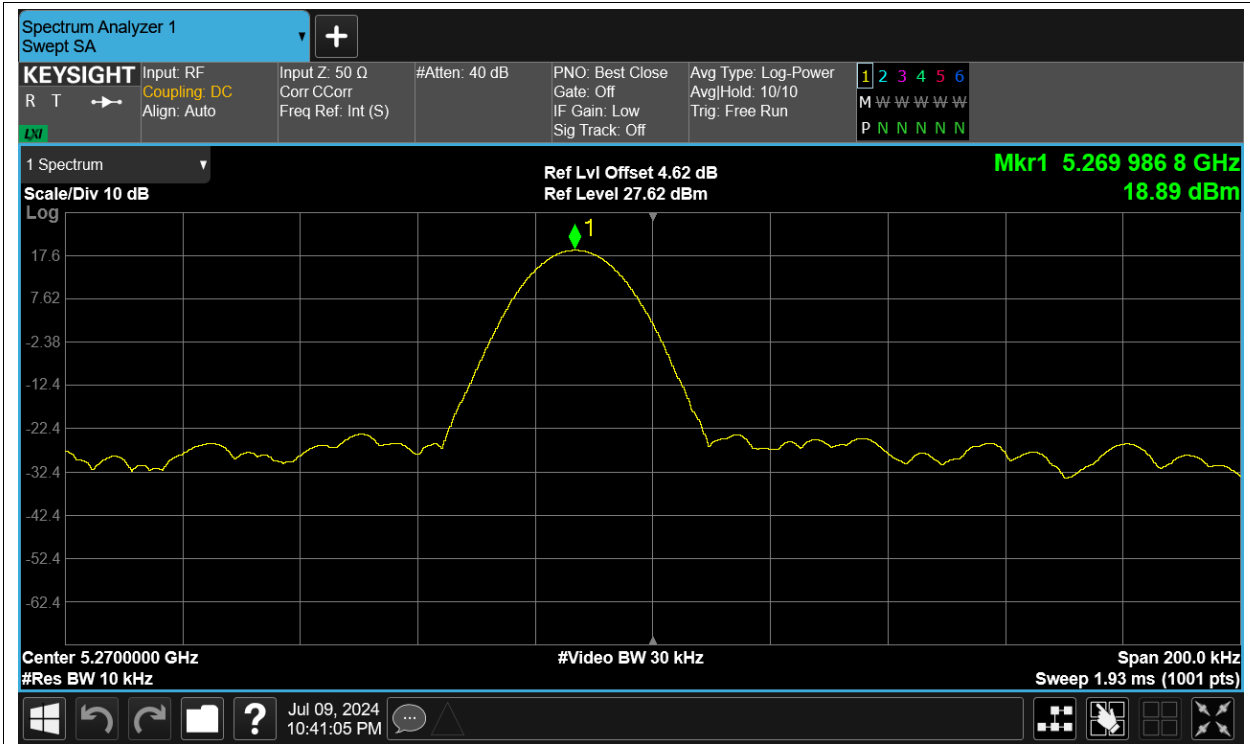 Spectrum Analyzer 1
Swept SA
+
KEYSIGHT
R T
LXI
Input: RF
Coupling: DC
Align: Auto
Input Z: 50 Ω
Corr CCorr
Freq Ref: Int (S)
#Atten: 40 dB
PNO: Best Close
Gate: Off
IF Gain: Low
Sig Track: Off
Avg Type: Log-Power
Avg|Hold: 10/10
Trig: Free Run
1 2 3 4 5 6
M W W W W W
P N N N N N
1 Spectrum
Scale/Div 10 dB
Log
Ref Lvl Offset 4.62 dB
Ref Level 27.62 dBm
Mkr1 5.269 986 8 GHz
18.89 dBm
1
17.6
7.62
-2.38
-12.4
-22.4
-32.4
-42.4
-52.4
-62.4
Center 5.2700000 GHz
#Res BW 10 kHz
#Video BW 30 kHz
Span 200.0 kHz
Sweep 1.93 ms (1001 pts)
?
Jul 09, 2024
10:41:05 PM